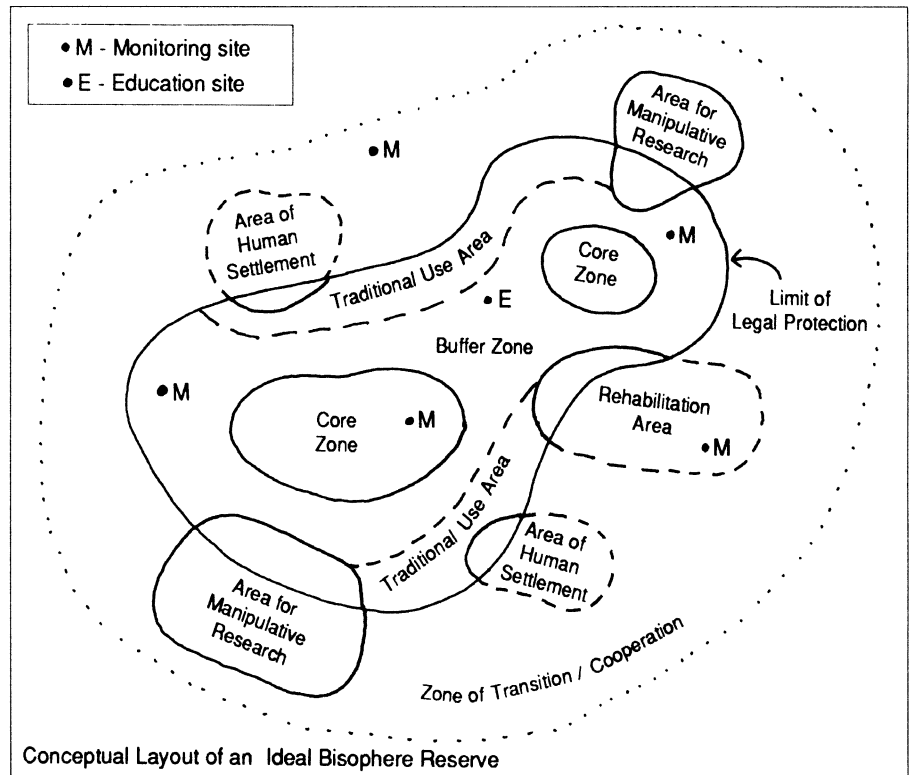 • M - Monitoring site
• E - Education site
Area for
Manipulative
Research
• M
Area of
Human
Settlement
Traditional Use Area
Core
Zone
• M
• E
Limit of
Legal Protection
Buffer Zone
• M
Core
Zone
• M
Rehabilitation
Area
• M
Traditional Use Area
Area of
Human
Settlement
Area for
Manipulative
Research
Zone of Transition / Cooperation
Conceptual Layout of an Ideal Bisophere Reserve